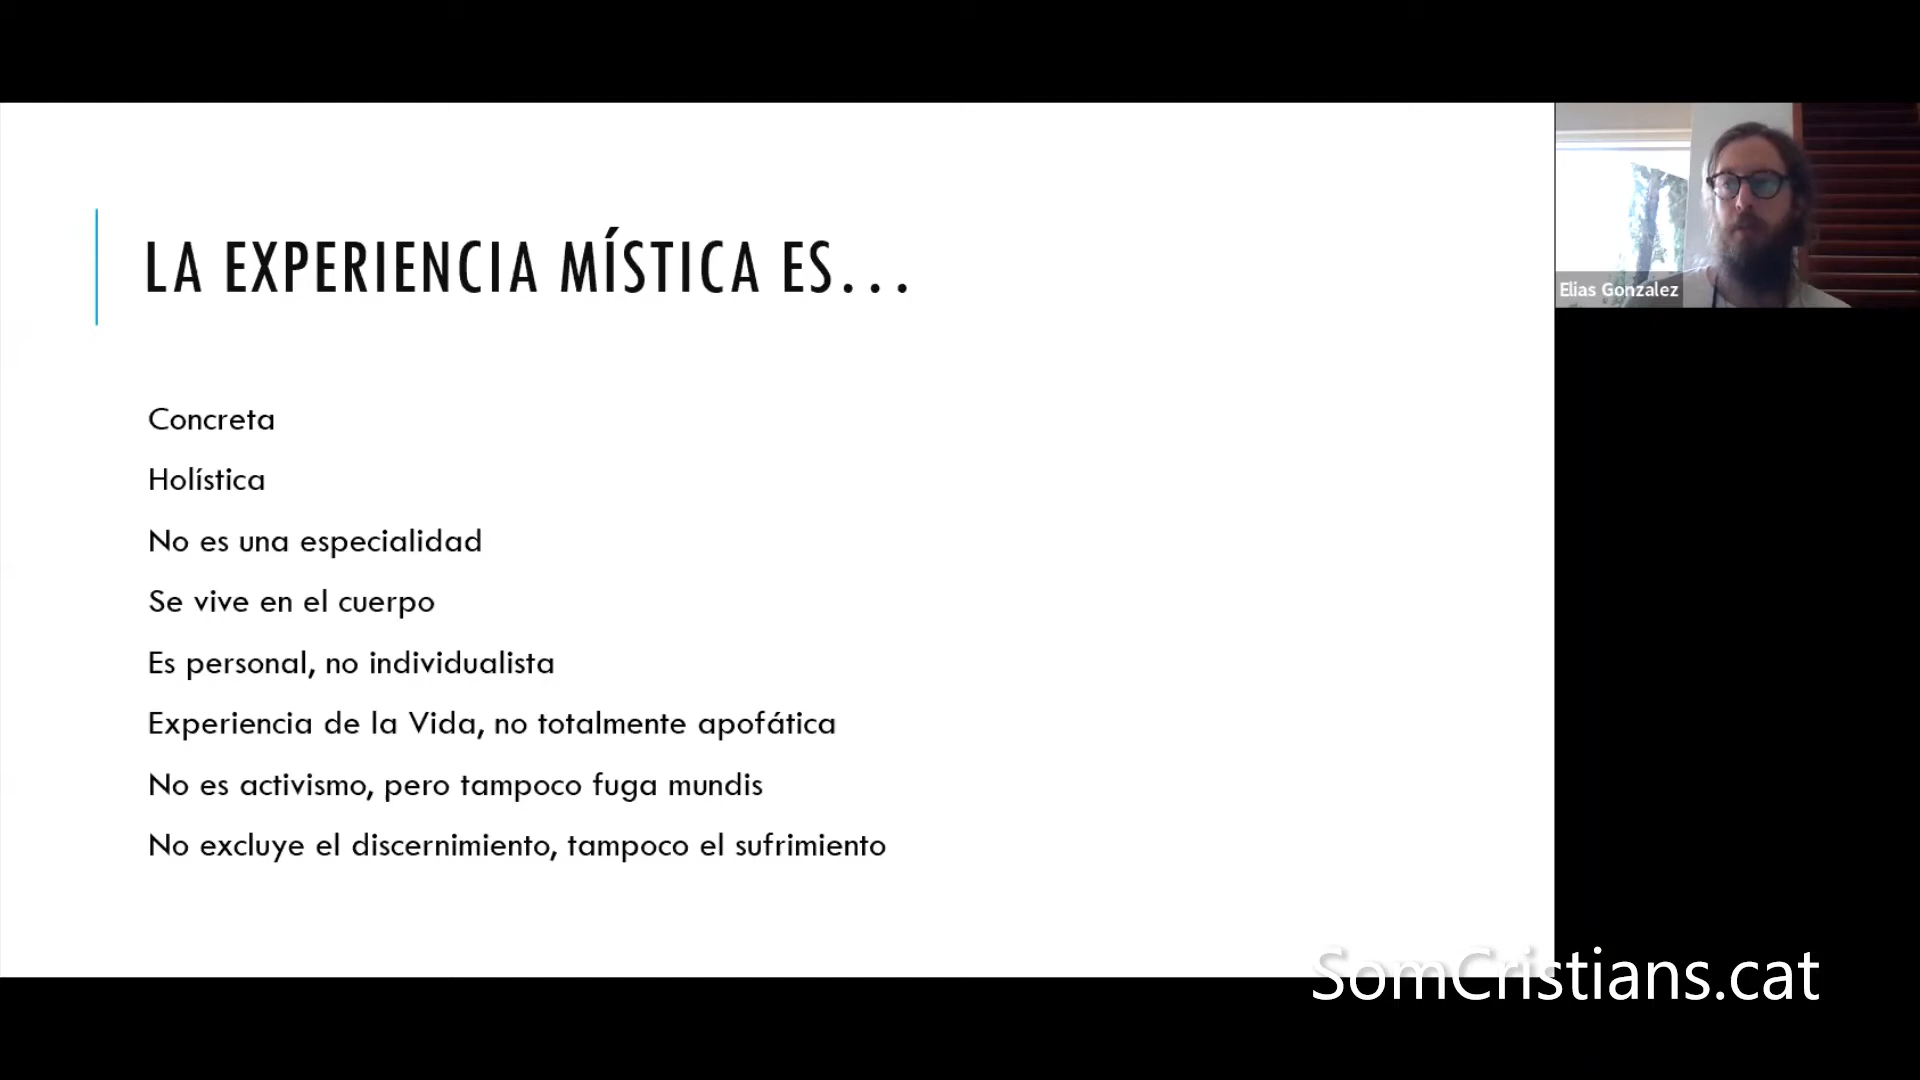 LA EXPERIENCIA MÍSTICA ES...
Elias Gonzalez
Concreta
Holística
No es una especialidad
Se vive en el cuerpo
Es personal, no individualista
Experiencia de la Vida, no totalmente apofática
No es activismo, pero tampoco fuga mundis
No excluye el discernimiento, tampoco el sufrimiento
SomCristians.cat